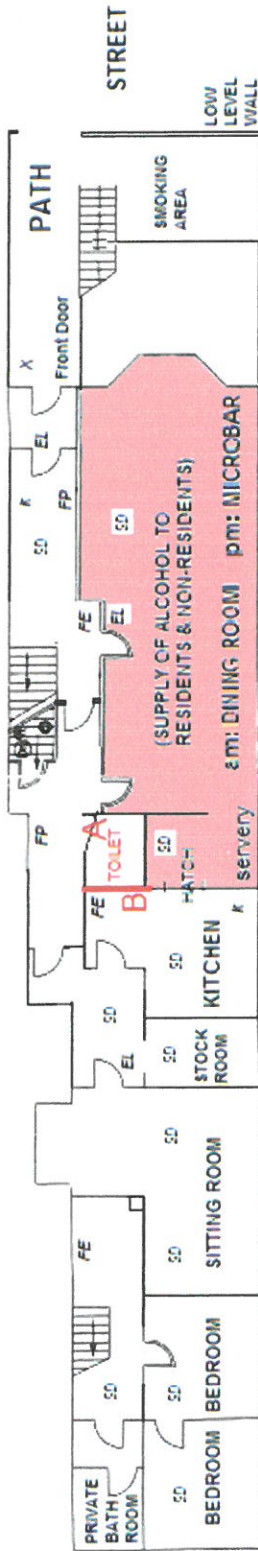 STREET
LOW
LEVEL
WALL
PATH
SMOKING
AREA
X
Front Door
EL
K
FP
SD
FE
EL
SD
(SUPPLY OF ALCOHOL TO
RESIDENTS & NON-RESIDENTS)
am: DINING ROOM pm: MICROBAR
FP
A
TOILET
B
SD
HATCH
servery
FE
KITCHEN
K
SD
SD
EL
SD
STOCK
ROOM
SD
SD
SITTING ROOM
FE
SD
SD
BEDROOM
SD
BEDROOM
PRIVATE
BATH
ROOM